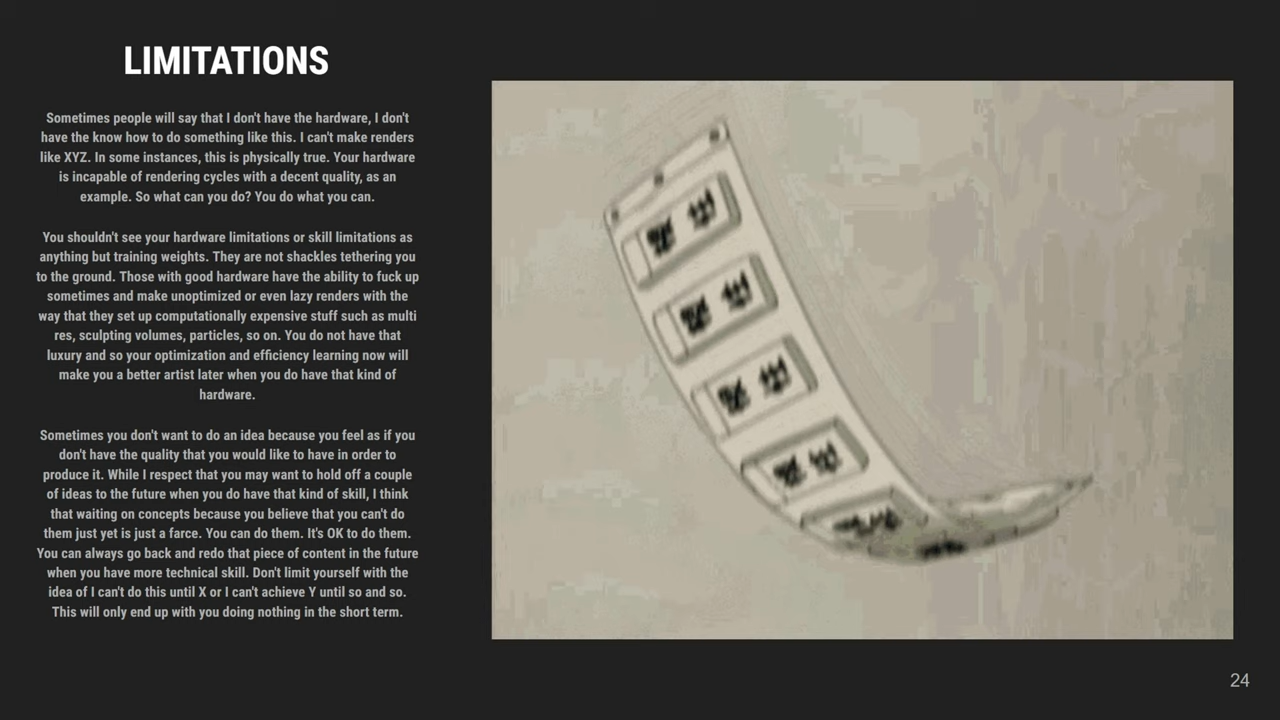 LIMITATIONS
Sometimes people will say that I don't have the hardware, I don't
have the know how to do something like this. I can't make renders
like XYZ. In some instances, this is physically true. Your hardware
is incapable of rendering cycles with a decent quality, as an
example. So what can you do? You do what you can.
You shouldn't see your hardware limitations or skill limitations as
anything but training weights. They are not shackles tethering you
to the ground. Those with good hardware have the ability to fuck up
sometimes and make unoptimized or even lazy renders with the
way that they set up computationally expensive stuff such as multi
res, sculpting volumes, particles, so on. You do not have that
luxury and so your optimization and efficiency learning now will
make you a better artist later when you do have that kind of
hardware.
Sometimes you don't want to do an idea because you feel as if you
don't have the quality that you would like to have in order to
produce it. While I respect that you may want to hold off a couple
of ideas to the future when you do have that kind of skill, I think
that waiting on concepts because you believe that you can't do
them just yet is just a farce. You can do them. It's OK to do them.
You can always go back and redo that piece of content in the future
when you have more technical skill. Don't limit yourself with the
idea of I can't do this until X or I can't achieve Y until so and so.
This will only end up with you doing nothing in the short term.
24